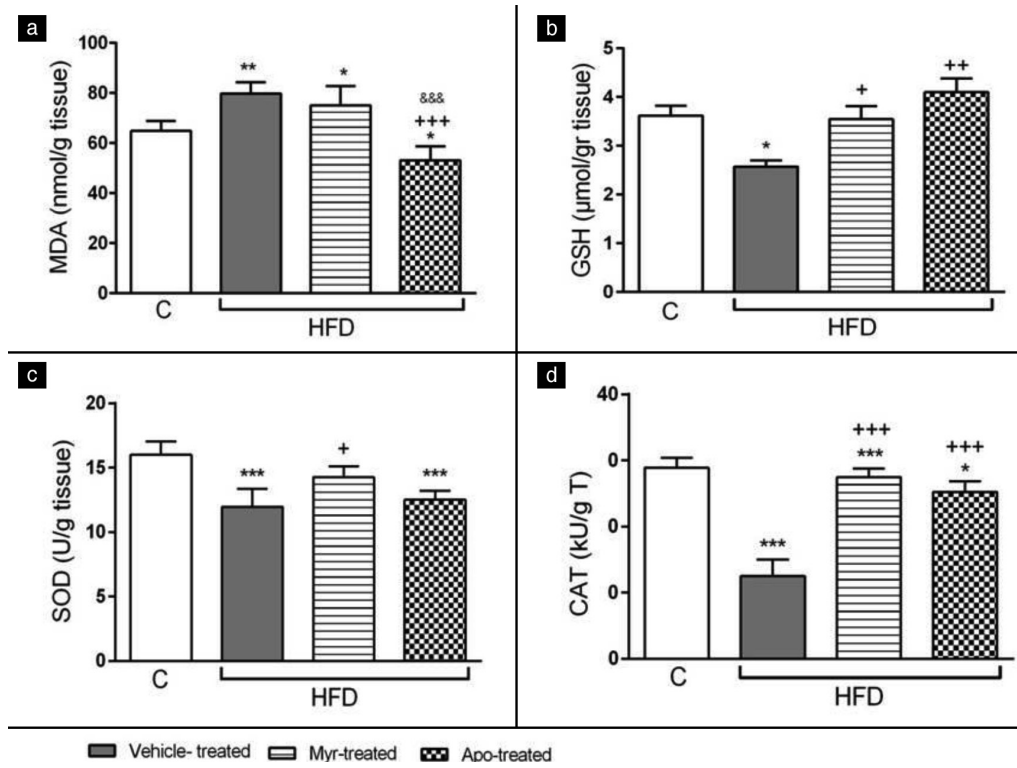 a
MDA (nmol/g tissue)
100
80
60
40
20
0
**
*
&&&
+++
*
C
HFD
b
GSH (µmol/gr tissue)
5
4
3
2
1
0
*
+
++
C
HFD
c
SOD (U/g tissue)
20
15
10
5
0
***
+
***
C
HFD
d
CAT (kU/g T)
40
0
0
0
0
***
+++
***
+++
*
C
HFD
Vehicle- treated Myr-treated Apo-treated